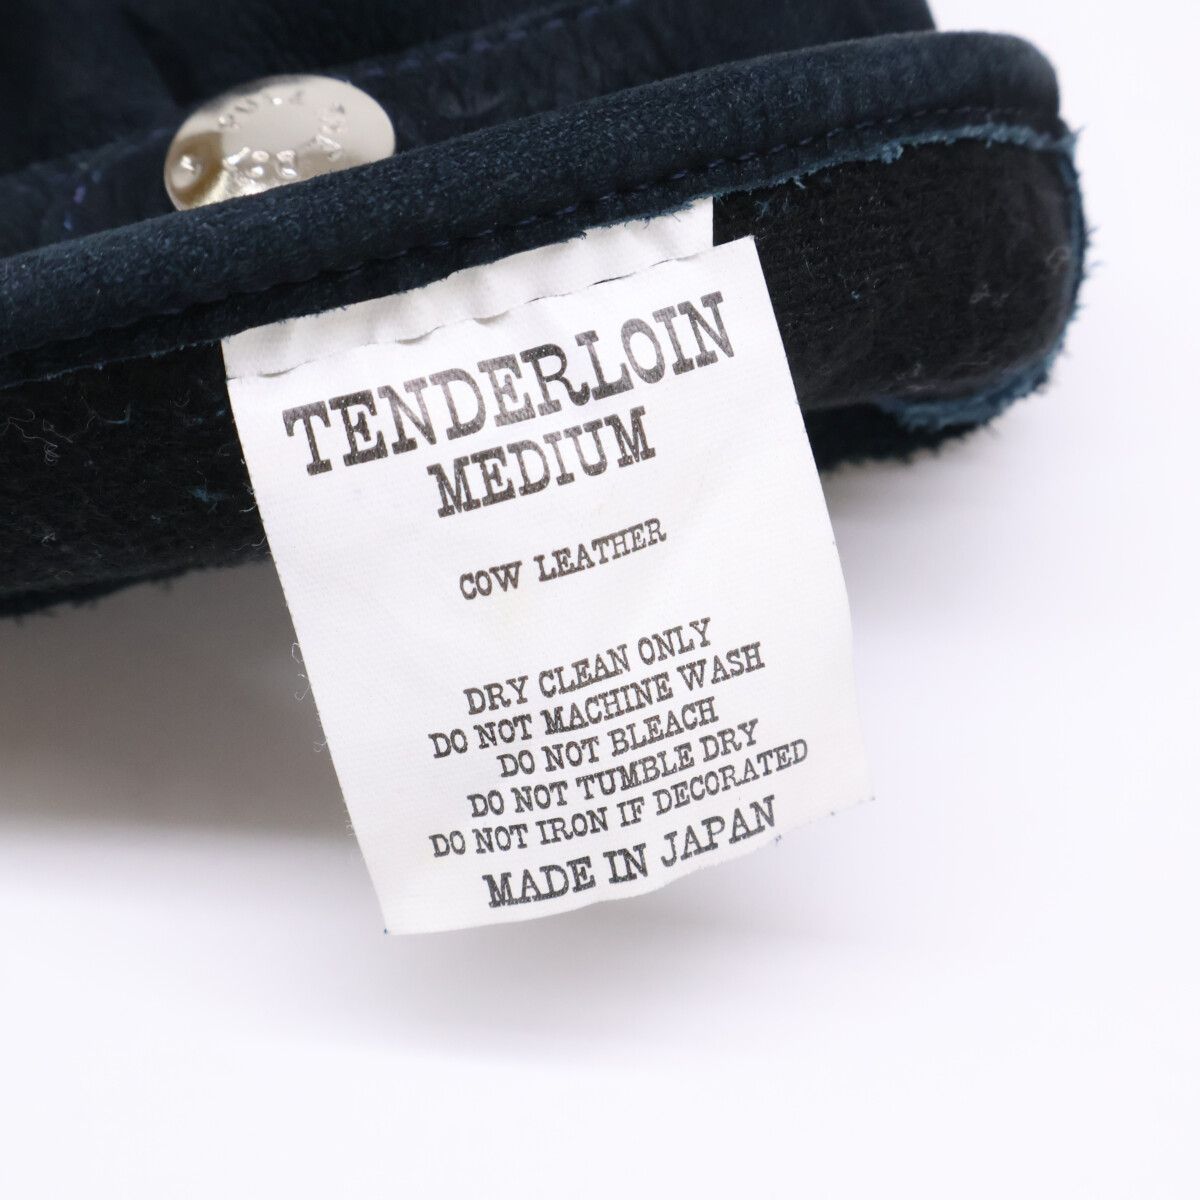 TENDERLOIN
MEDIUM
COW LEATHER
DRY CLEAN ONLY
DO NOT MACHINE WASH
DO NOT BLEACH
DO NOT TUMBLE DRY
DO NOT IRON IF DECORATED
MADE IN JAPAN